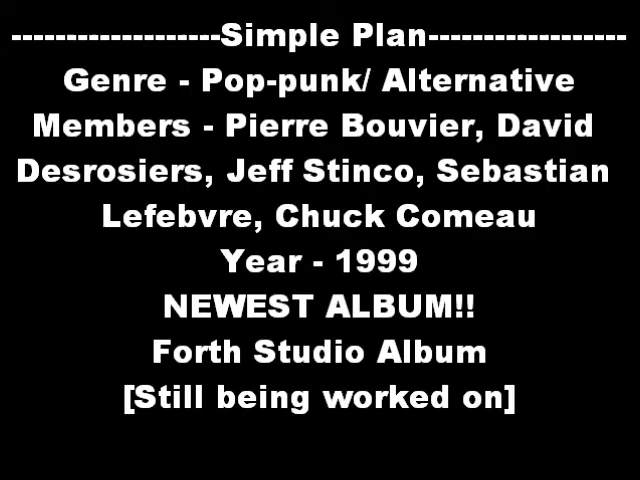 -------------------Simple Plan------------------
Genre - Pop-punk/ Alternative
Members - Pierre Bouvier, David
Desrosiers, Jeff Stinco, Sebastian
Lefebvre, Chuck Comeau
Year - 1999
NEWEST ALBUM!!
Forth Studio Album
[Still being worked on]